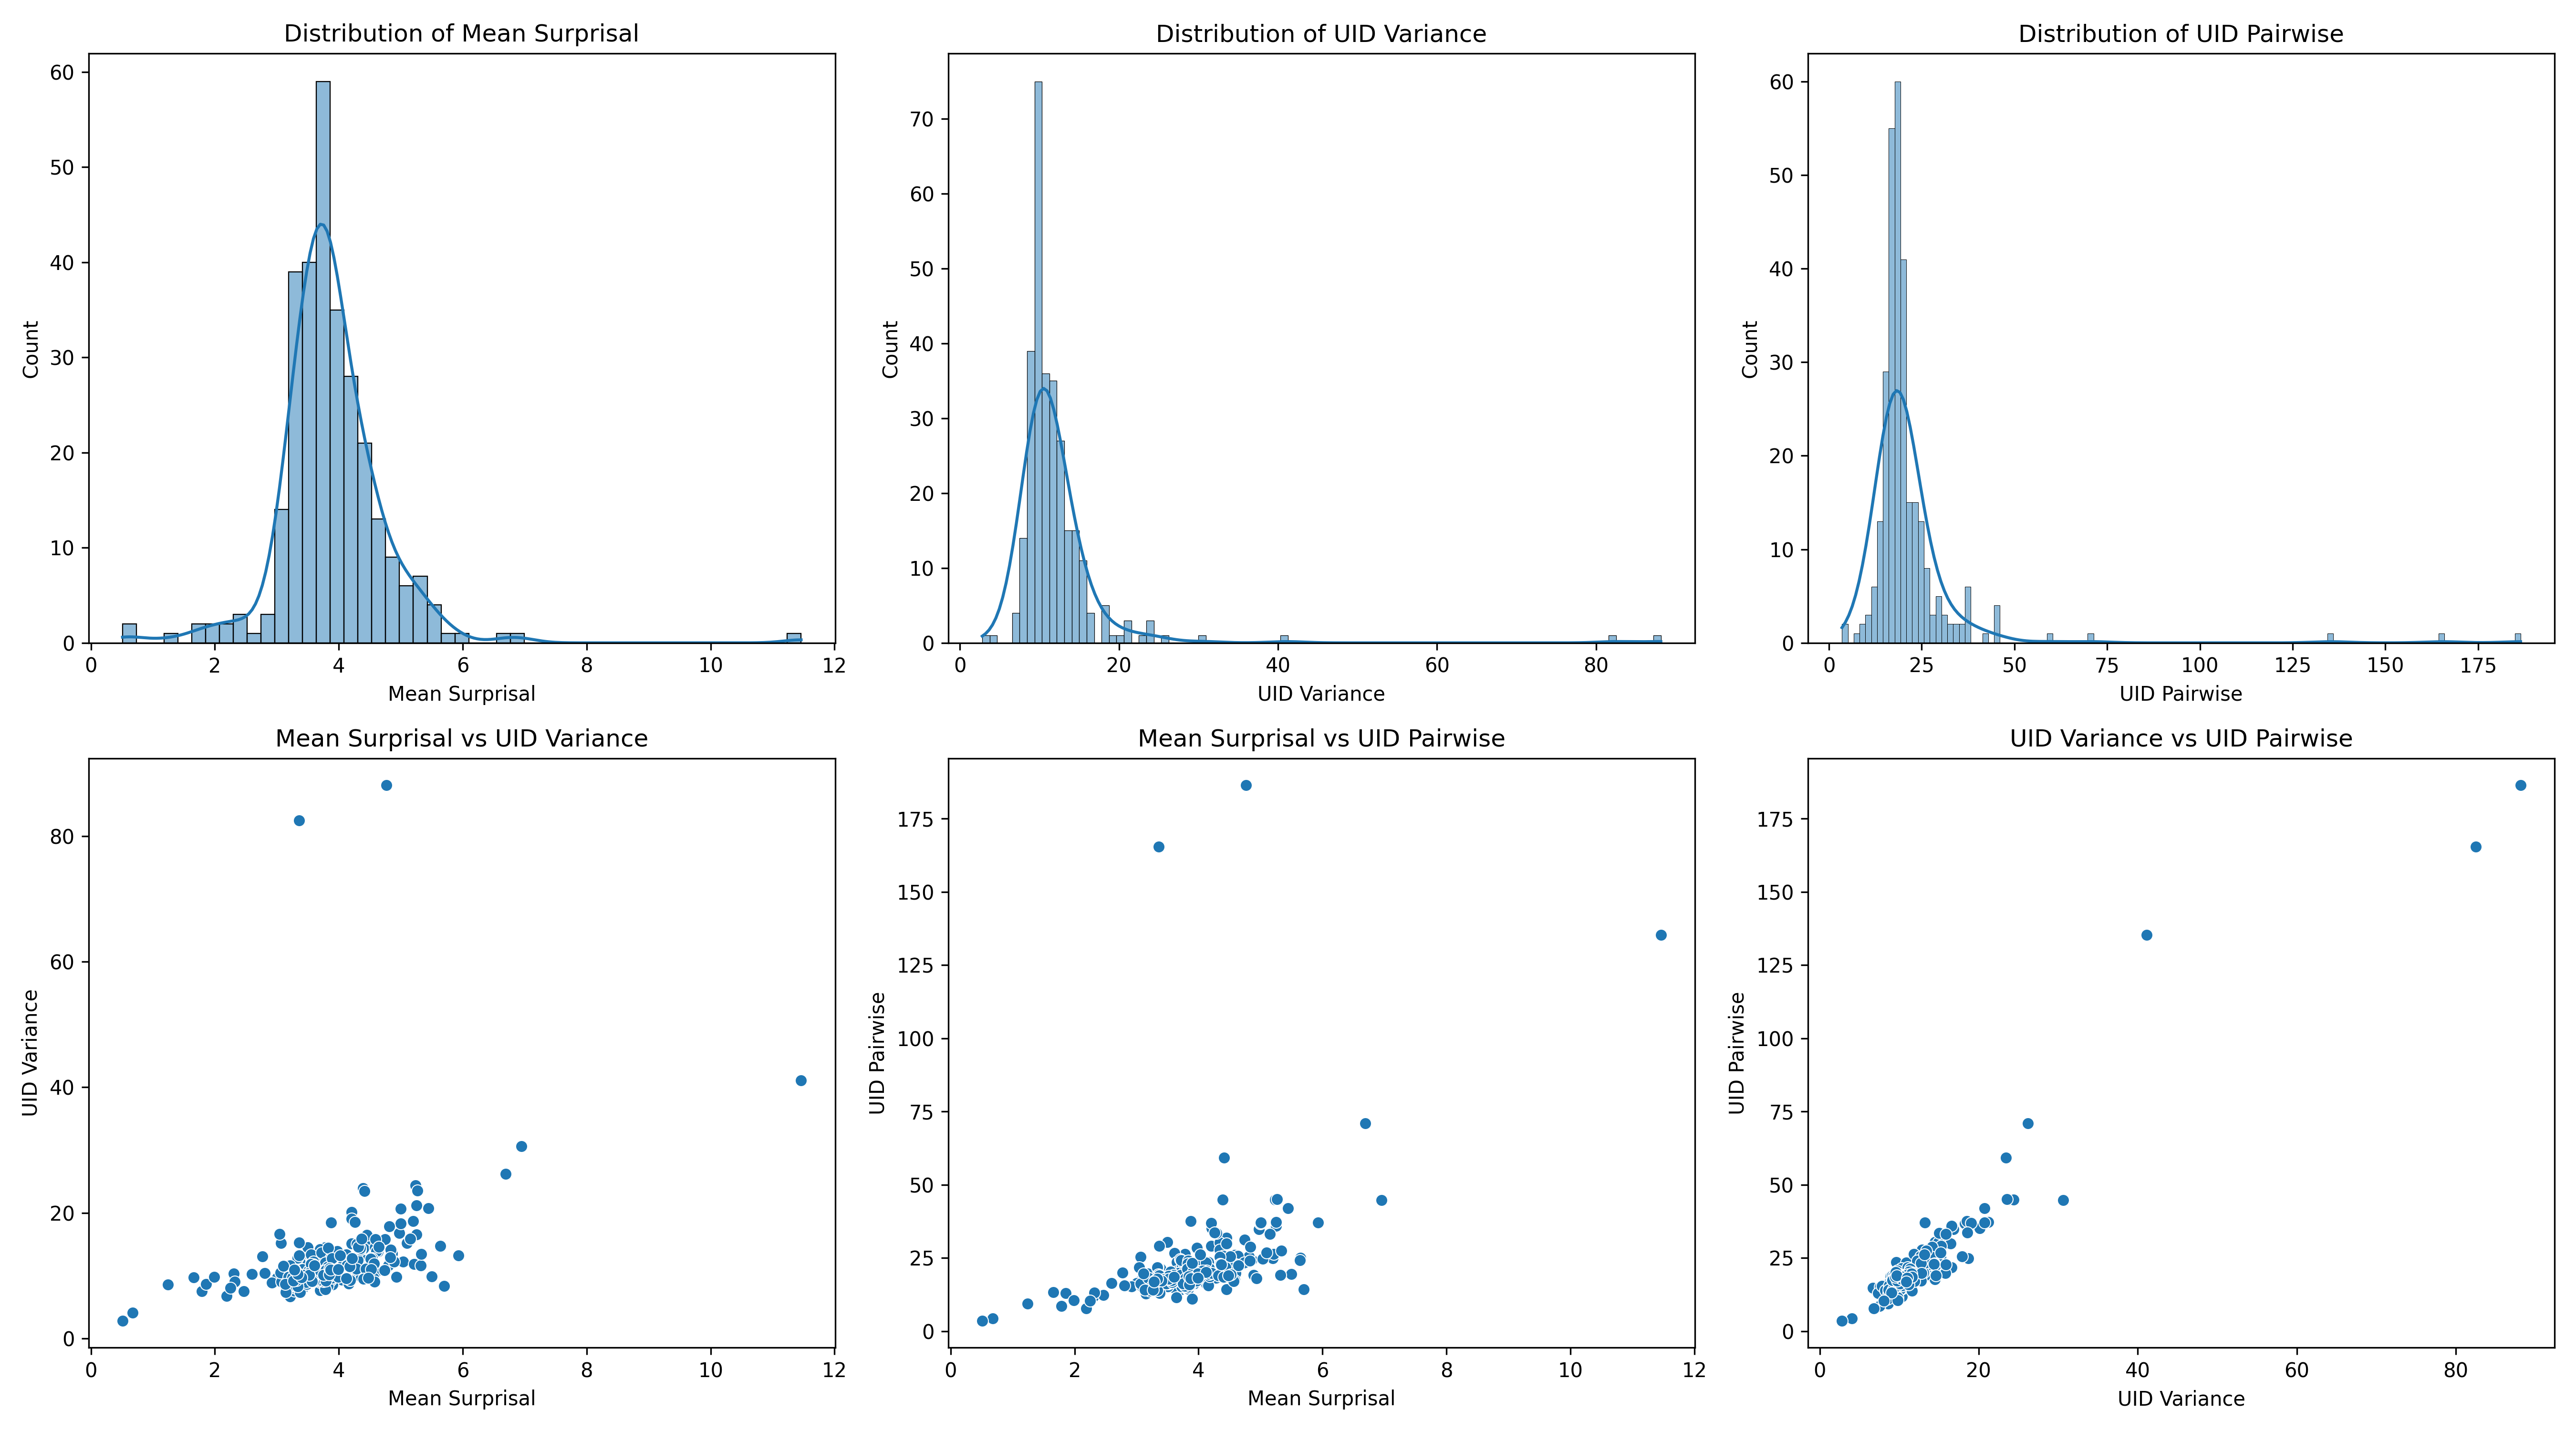 Distribution of Mean Surprisal
60
50
40
30
20
10
0
Count
0 2 4 6 8 10 12
Mean Surprisal
Distribution of UID Variance
70
60
50
40
30
20
10
0
Count
0 20 40 60 80
UID Variance
Distribution of UID Pairwise
60
50
40
30
20
10
0
Count
0 25 50 75 100 125 150 175
UID Pairwise
Mean Surprisal vs UID Variance
80
60
40
20
0
UID Variance
0 2 4 6 8 10 12
Mean Surprisal
Mean Surprisal vs UID Pairwise
175
150
125
100
75
50
25
0
UID Pairwise
0 2 4 6 8 10 12
Mean Surprisal
UID Variance vs UID Pairwise
175
150
125
100
75
50
25
0
UID Pairwise
0 20 40 60 80
UID Variance